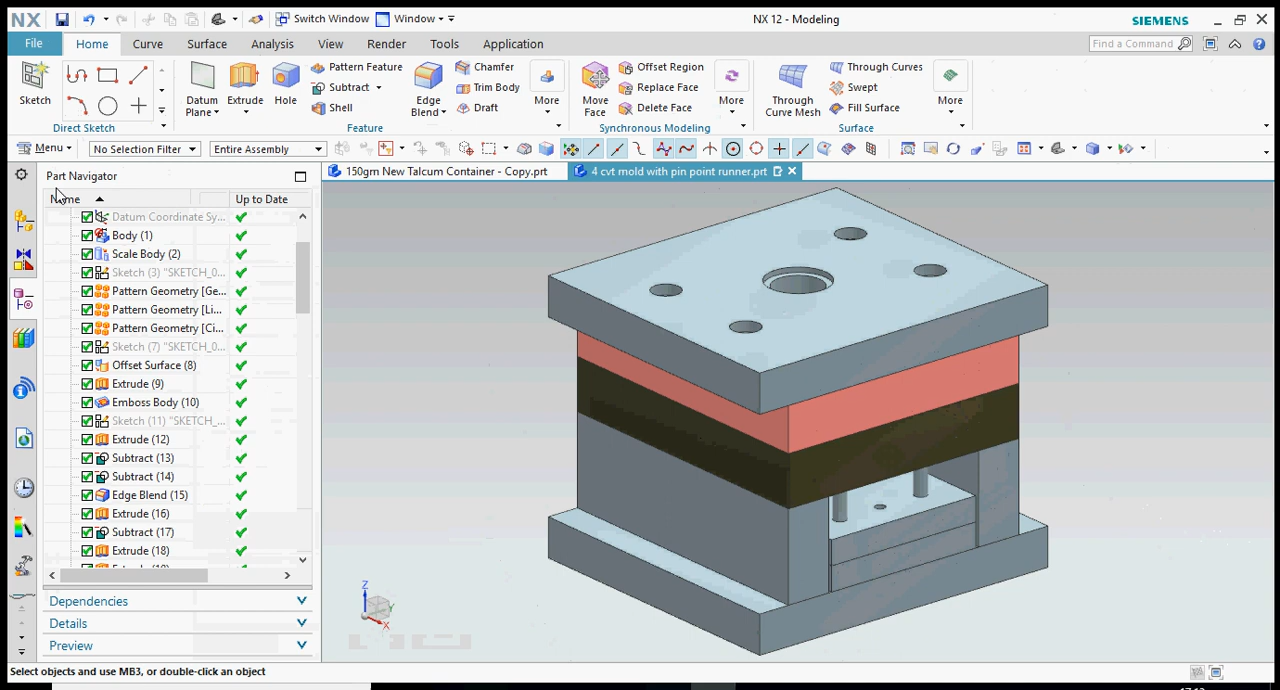 NX Switch Window Window NX 12 - Modeling SIEMENS
File Home Curve Surface Analysis View Render Tools Application Find a Command
Sketch Datum Plane Extrude Hole Pattern Feature Subtract Shell Edge Blend Chamfer Trim Body Draft More Move Face Offset Region Replace Face Delete Face More Through Curve Mesh Through Curves Swept Fill Surface More
Direct Sketch Feature Synchronous Modeling Surface
Menu No Selection Filter Entire Assembly
Part Navigator 150gm New Talcum Container - Copy.prt 4 cvt mold with pin point runner.prt
Name Up to Date
Datum Coordinate Sy...
Body (1)
Scale Body (2)
Sketch (3) "SKETCH_0...
Pattern Geometry [Ge...
Pattern Geometry [Li...
Pattern Geometry [Ci...
Sketch (7) "SKETCH_0...
Offset Surface (8)
Extrude (9)
Emboss Body (10)
Sketch (11) "SKETCH_...
Extrude (12)
Subtract (13)
Subtract (14)
Edge Blend (15)
Extrude (16)
Subtract (17)
Extrude (18)
Dependencies
Details
Preview
Z
Y
X
Select objects and use MB3, or double-click an object